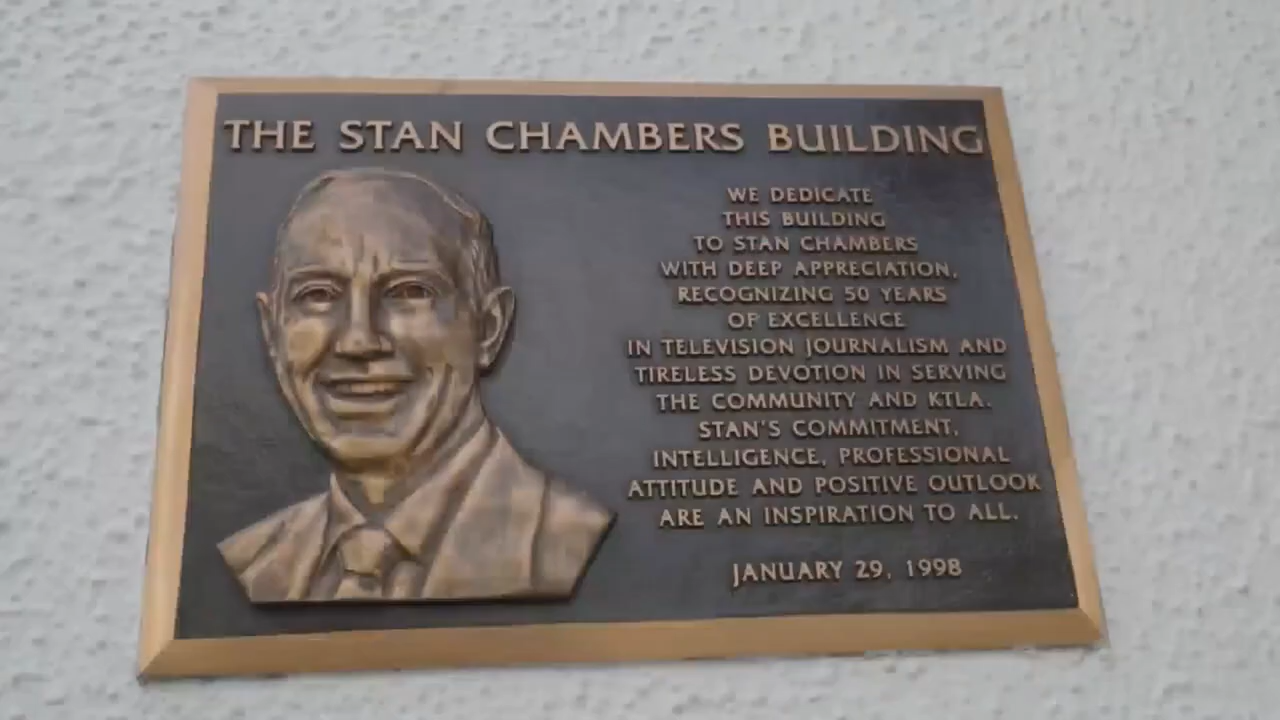 THE STAN CHAMBERS BUILDING
WE DEDICATE
THIS BUILDING
TO STAN CHAMBERS
WITH DEEP APPRECIATION,
RECOGNIZING 50 YEARS
OF EXCELLENCE
IN TELEVISION JOURNALISM AND
TIRELESS DEVOTION IN SERVING
THE COMMUNITY AND KTLA.
STAN'S COMMITMENT,
INTELLIGENCE, PROFESSIONAL
ATTITUDE AND POSITIVE OUTLOOK
ARE AN INSPIRATION TO ALL.
JANUARY 29, 1998